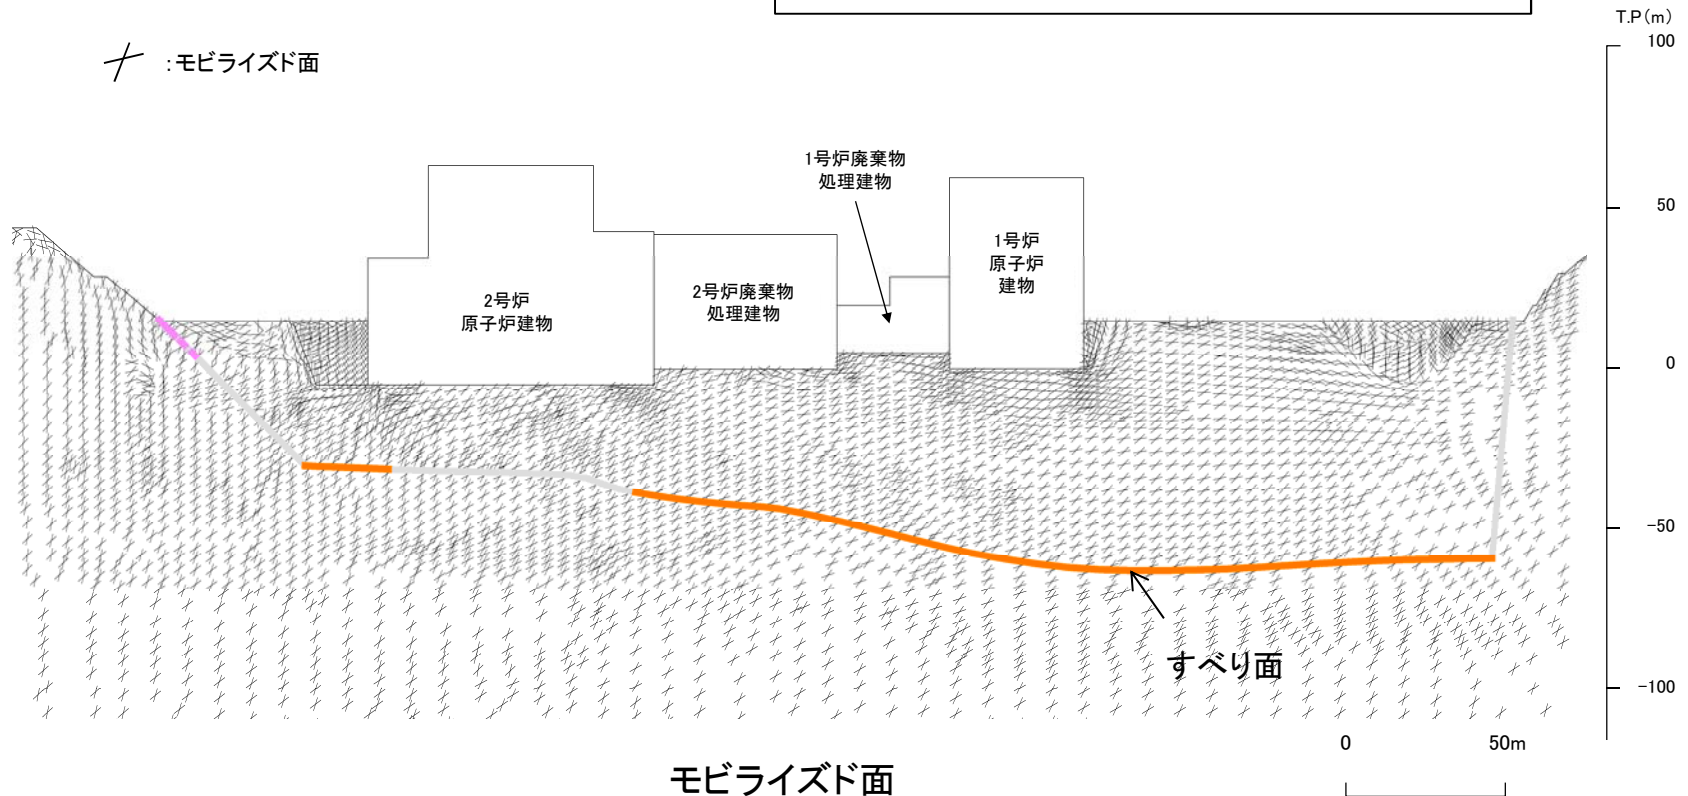 T.P(m)
100
:モビライズド面
1号炉廃棄物
処理建物
50
1号炉
原子炉
建物
2号炉
原子炉建物
2号炉廃棄物
処理建物
0
-50
すべり面
-100
0
50m
モビライズド面